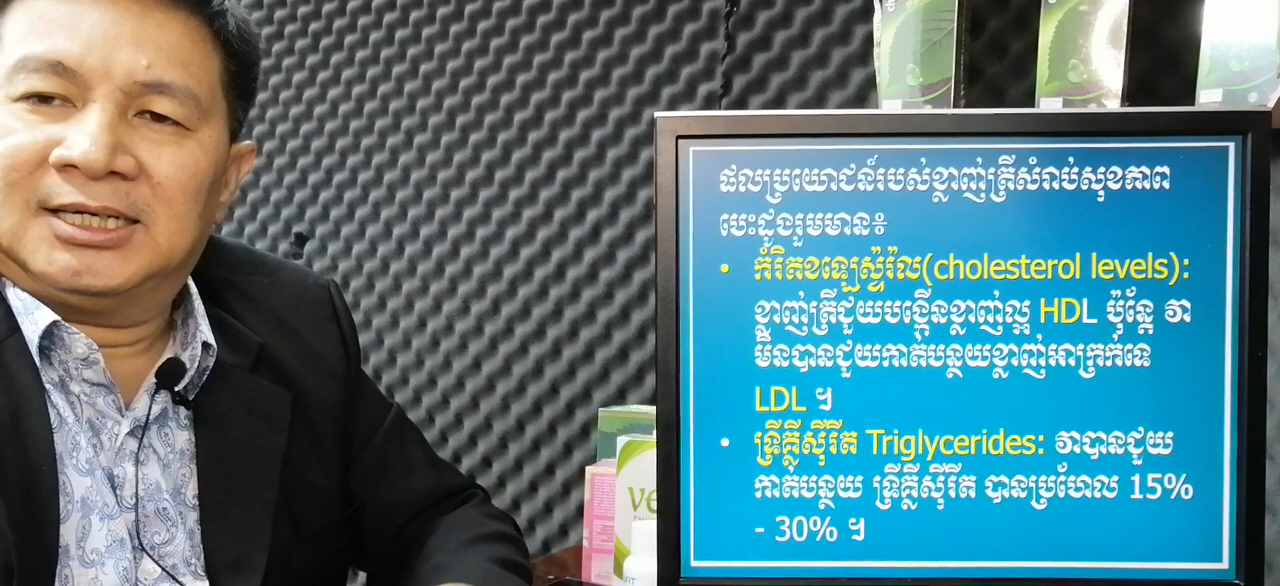 ផលប្រយោជន៍របស់ខ្លាញ់ត្រីសំរាប់សុខភាព
បេះដូងរួមមាន៖
• កំរិតខឡេស្ទ៉ូរ៉ល(cholesterol levels):
ខ្លាញ់ត្រីជួយបង្កើនខ្លាញ់ល្អ HDL ប៉ុន្តែ វា
មិនបានជួយកាត់បន្ថយខ្លាញ់អាក្រក់ទេ
LDL ។
• ទ្រីគ្លីស៊ីរីត Triglycerides: វាបានជួយ
កាត់បន្ថយ ទ្រីគ្លីស៊ីរីត បានប្រហែល 15%
- 30% ។